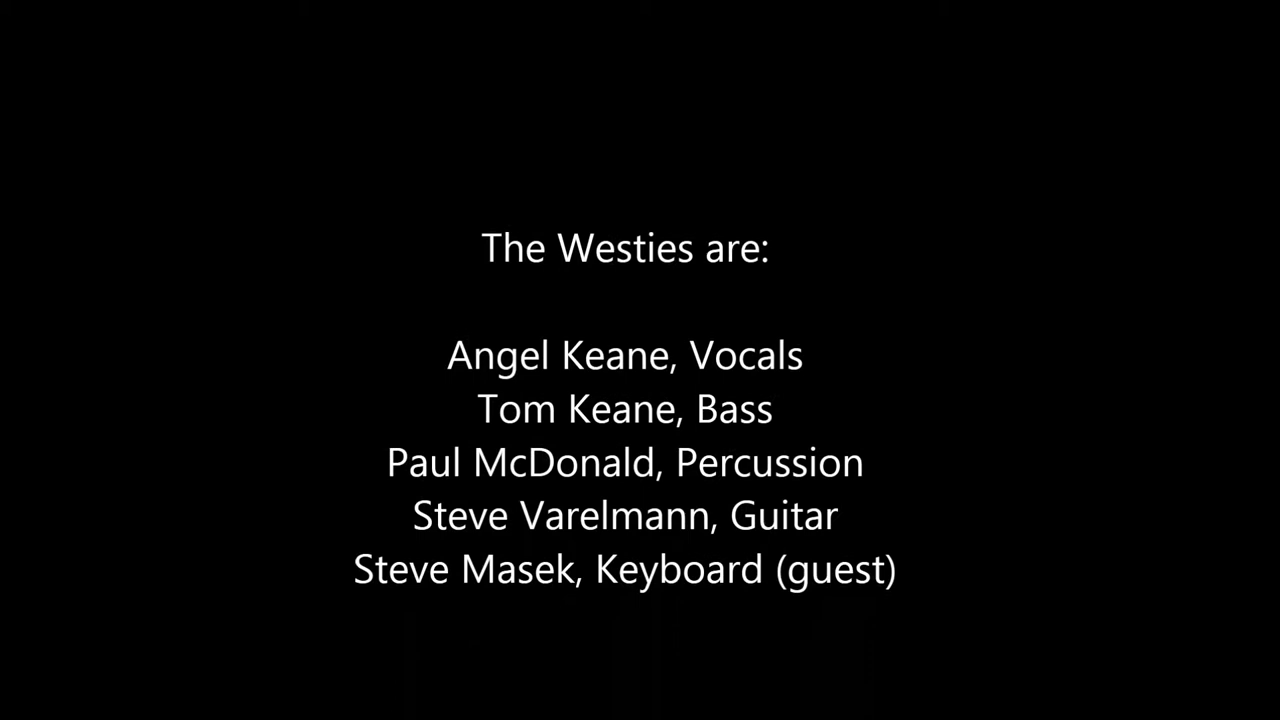 The Westies are:
Angel Keane, Vocals
Tom Keane, Bass
Paul McDonald, Percussion
Steve Varelmann, Guitar
Steve Masek, Keyboard (guest)